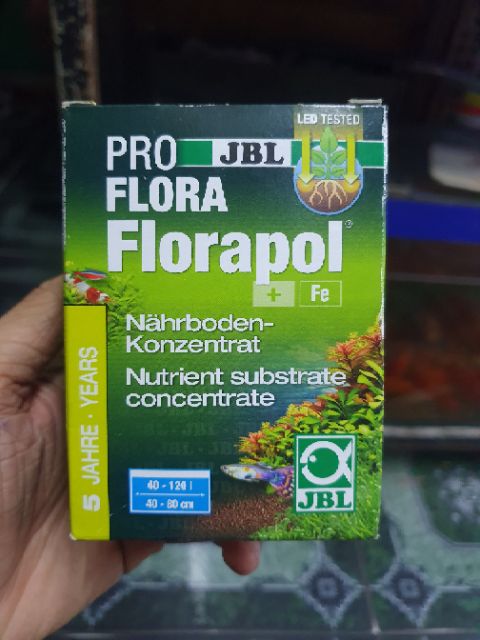 LED TESTED
PRO JBL
FLORA
Florapol®
+ Fe
Nährboden-
Konzentrat
Nutrient substrate
concentrate
5 JAHRE · YEARS
40 - 120 l
40 - 80 cm
JBL